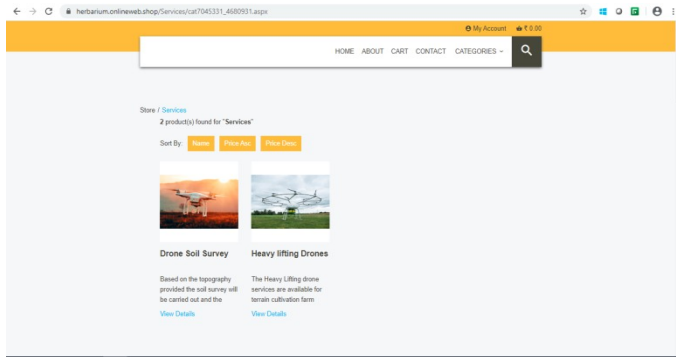 herbarium.onlineweb.shop/Services/cat7045331_4680931.aspx
My Account ₹ 0.00
HOME ABOUT CART CONTACT CATEGORIES
Store / Services
2 product(s) found for "Services"
Sort By: Name Price Asc Price Desc
Drone Soil Survey
Based on the topography
provided the soil survey will
be carried out and the
View Details
Heavy lifting Drones
The Heavy Lifting drone
services are available for
terrain cultivation farm
View Details